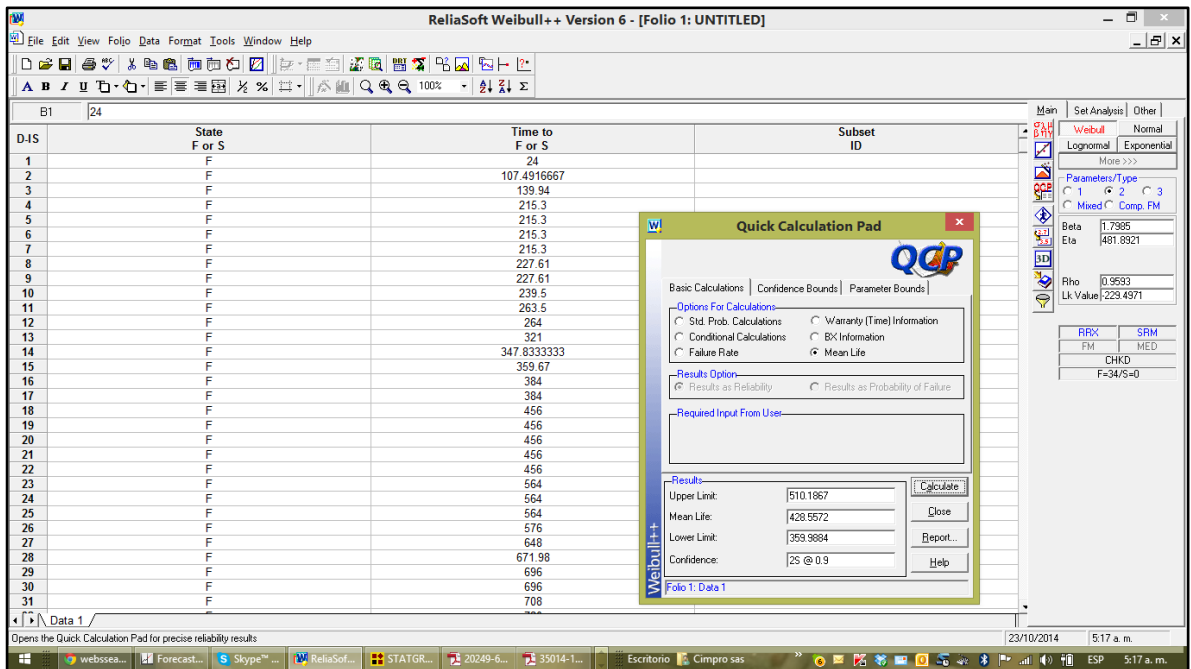 ReliaSoft Weibull++ Version 6 - [Folio 1: UNTITLED]
File Edit View Folio Data Format Tools Window Help
100%
B1 24
D-IS State F or S Time to F or S Subset ID
1 F 24
2 F 107.4916667
3 F 139.94
4 F 215.3
5 F 215.3
6 F 215.3
7 F 215.3
8 F 227.61
9 F 227.61
10 F 239.5
11 F 263.5
12 F 264
13 F 321
14 F 347.8333333
15 F 359.67
16 F 384
17 F 384
18 F 456
19 F 456
20 F 456
21 F 456
22 F 456
23 F 564
24 F 564
25 F 564
26 F 576
27 F 648
28 F 671.98
29 F 696
30 F 696
31 F 708
Data 1
Quick Calculation Pad
QCP
Basic Calculations Confidence Bounds Parameter Bounds
Options For Calculations
Std. Prob. Calculations Warranty (Time) Information
Conditional Calculations BX Information
Failure Rate Mean Life
Results Option
Results as Reliability Results as Probability of Failure
Required Input From User
Results
Upper Limit: 510.1867
Mean Life: 428.5572
Lower Limit: 359.9884
Confidence: 2S @ 0.9
Calculate
Close
Report...
Help
Weibull++
Folio 1: Data 1
Main Set Analysis Other
Weibull Normal
Lognormal Exponential
More >>>
Parameters/Type
1 2 3
Mixed Comp. FM
Beta 1.7985
Eta 481.8921
Rho 0.9593
Lk Value -229.4971
RRX SRM
FM MED
CHKD
F=34/S=0
Opens the Quick Calculation Pad for precise reliability results 23/10/2014 5:17 a. m.
webssea... Forecast... Skype™ ... ReliaSof... STATGR... 20249-6... 35014-1... Escritorio Cimpro sas ESP 5:17 a. m.